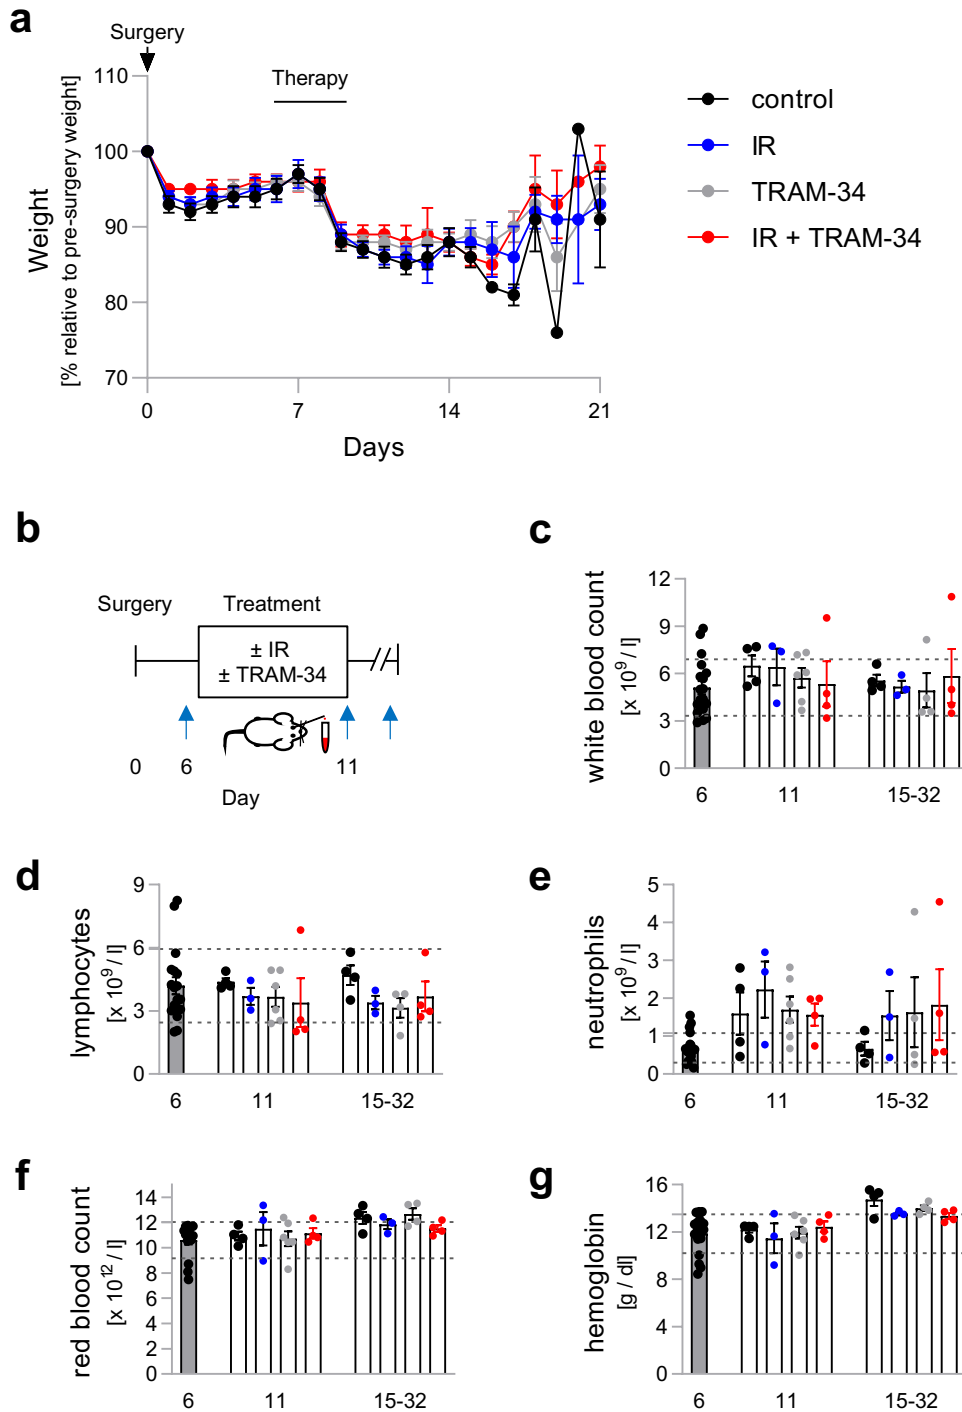 a
Surgery
Therapy
110
100
90
80
70
Weight
[% relative to pre-surgery weight]
0 7 14 21
Days
control
IR
TRAM-34
IR + TRAM-34
b
Surgery Treatment
± IR
± TRAM-34
0 6 11
Day
c
white blood count
[x 10⁹ / l]
12
9
6
3
0
6 11 15-32
d
lymphocytes
[x 10⁹ / l]
9
6
3
0
6 11 15-32
e
neutrophils
[x 10⁹ / l]
5
4
3
2
1
0
6 11 15-32
f
red blood count
[x 10¹² / l]
14
12
10
8
6
4
2
0
6 11 15-32
g
hemoglobin
[g / dl]
16
12
8
4
0
6 11 15-32